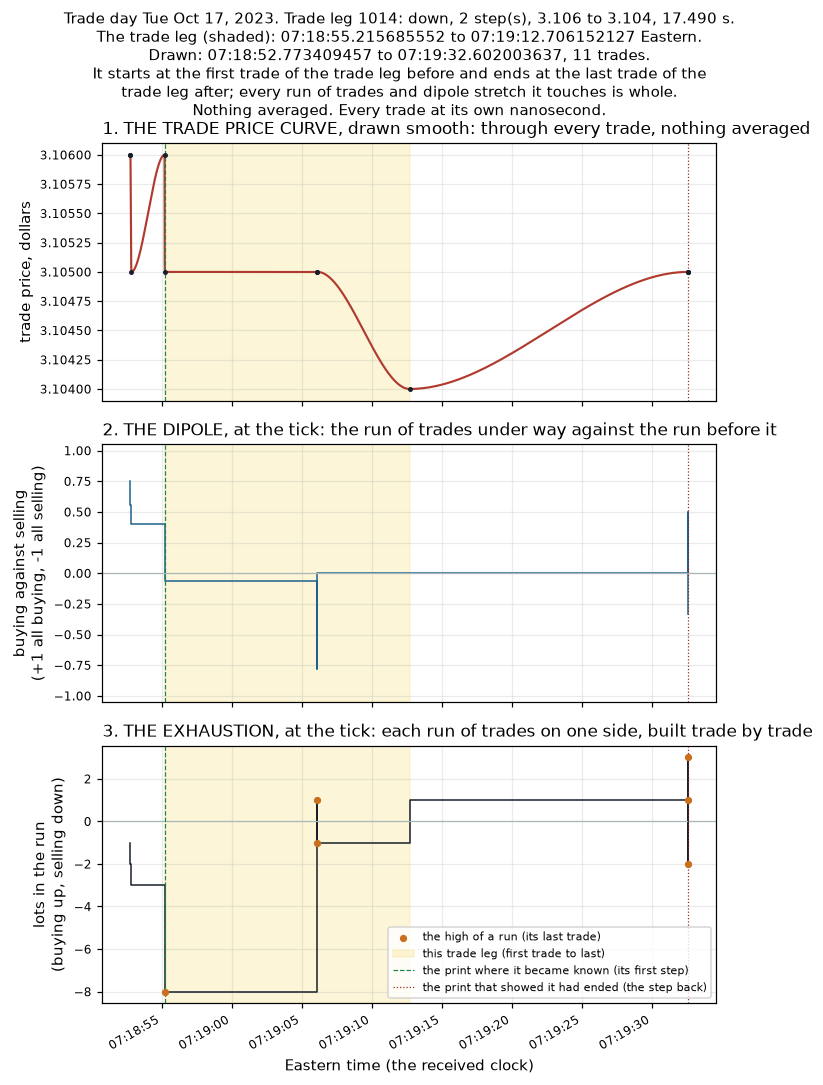 Trade day Tue Oct 17, 2023. Trade leg 1014: down, 2 step(s), 3.106 to 3.104, 17.490 s.
The trade leg (shaded): 07:18:55.215685552 to 07:19:12.706152127 Eastern.
Drawn: 07:18:52.773409457 to 07:19:32.602003637, 11 trades.
It starts at the first trade of the trade leg before and ends at the last trade of the
trade leg after; every run of trades and dipole stretch it touches is whole.
Nothing averaged. Every trade at its own nanosecond.
1. THE TRADE PRICE CURVE, drawn smooth: through every trade, nothing averaged
trade price, dollars
3.10600
3.10575
3.10550
3.10525
3.10500
3.10475
3.10450
3.10425
3.10400
2. THE DIPOLE, at the tick: the run of trades under way against the run before it
buying against selling
(+1 all buying, -1 all selling)
1.00
0.75
0.50
0.25
0.00
−0.25
−0.50
−0.75
−1.00
3. THE EXHAUSTION, at the tick: each run of trades on one side, built trade by trade
lots in the run
(buying up, selling down)
2
0
−2
−4
−6
−8
the high of a run (its last trade)
this trade leg (first trade to last)
the print where it became known (its first step)
the print that showed it had ended (the step back)
07:18:55
07:19:00
07:19:05
07:19:10
07:19:15
07:19:20
07:19:25
07:19:30
Eastern time (the received clock)